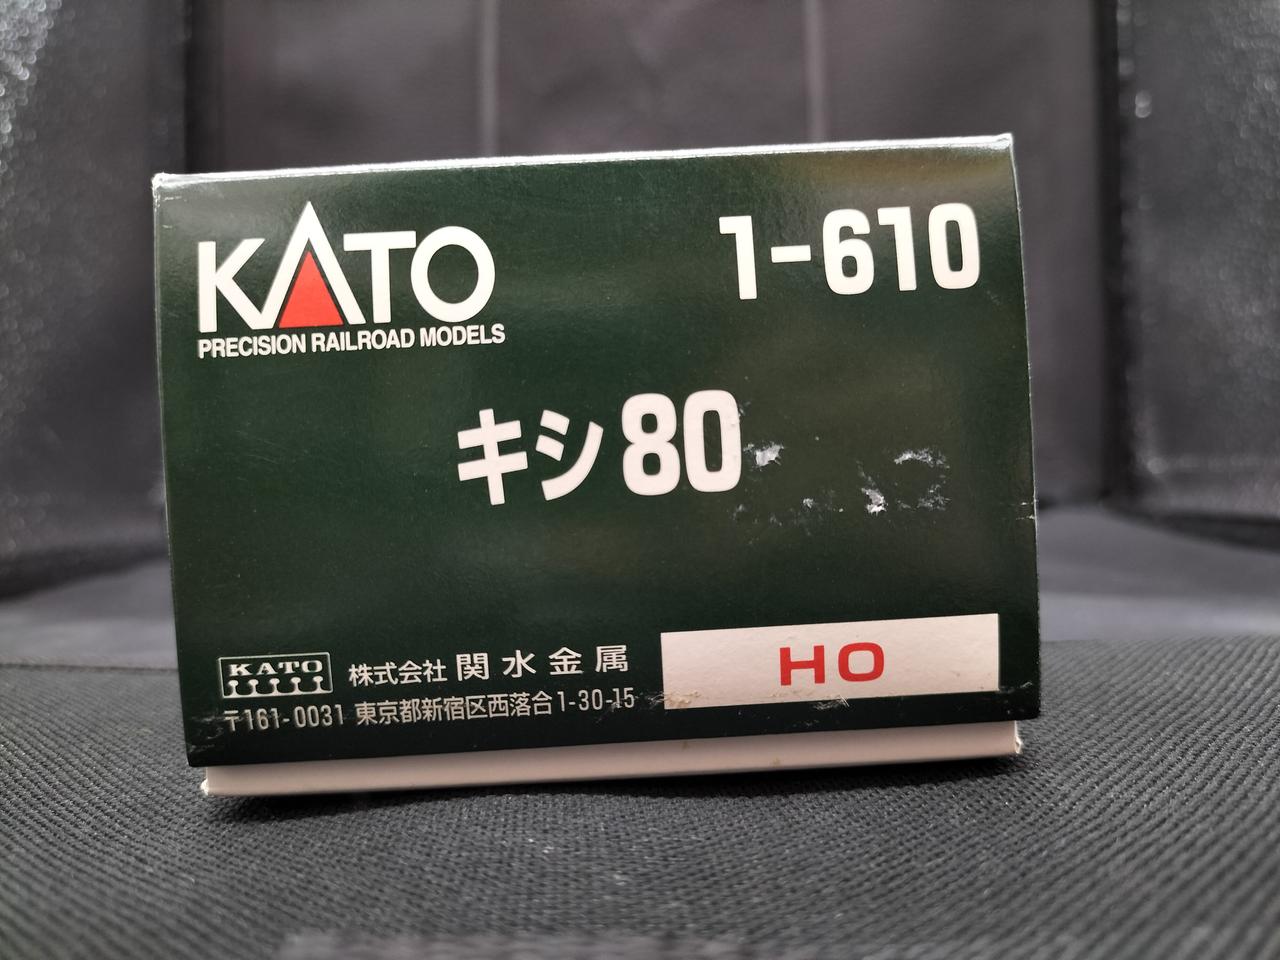 KATO
PRECISION RAILROAD MODELS
1-610
キシ80
KATO
株式会社 関水金属
〒161-0031 東京都新宿区西落合1-30-15
HO